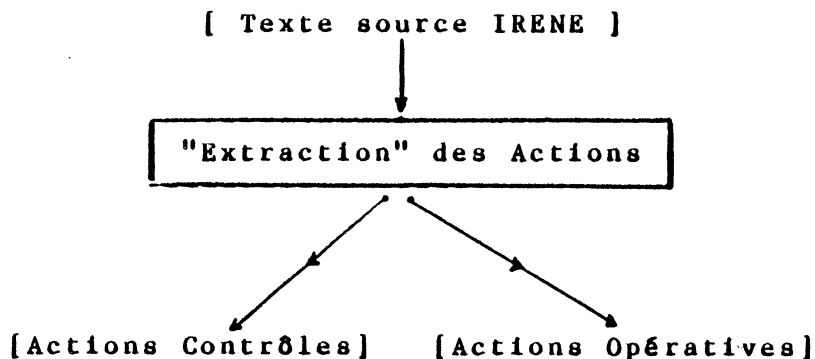 [ Texte source IRENE ]
"Extraction" des Actions
[Actions Contrôles] [Actions Opératives]